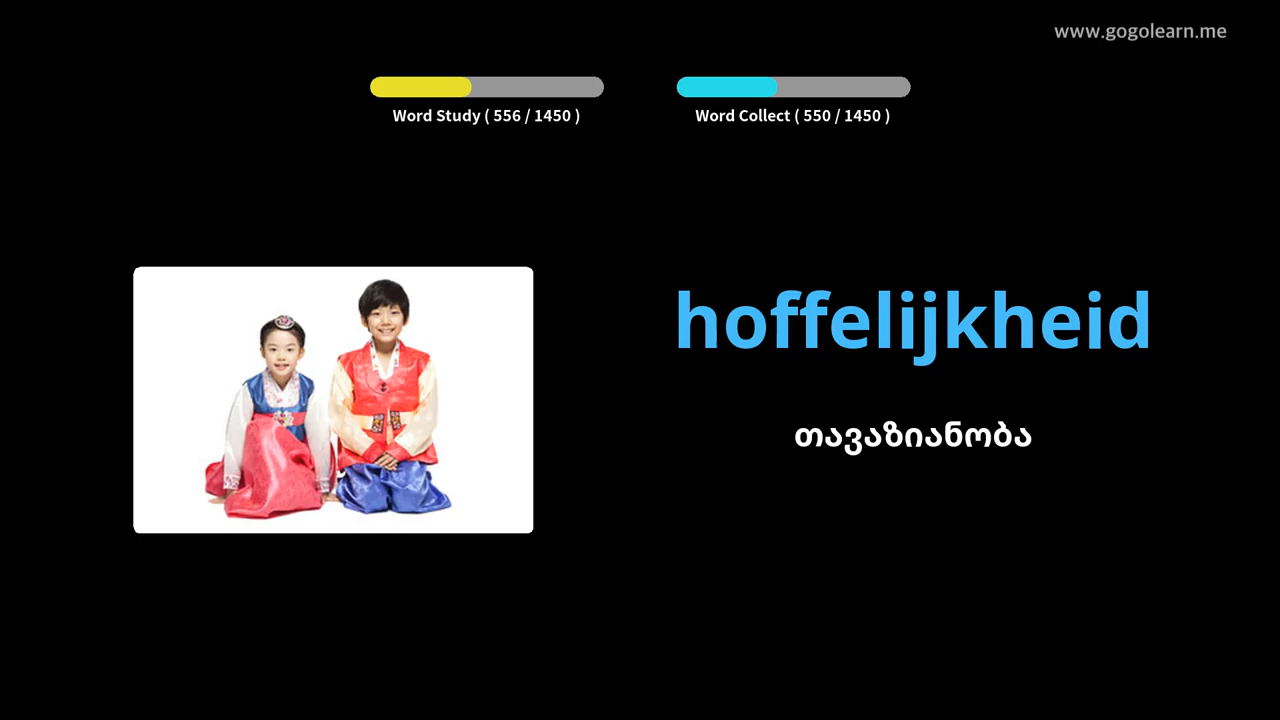 www.gogolearn.me
Word Study ( 556 / 1450 )
Word Collect ( 550 / 1450 )
hoffelijkheid
თავაზიანობა